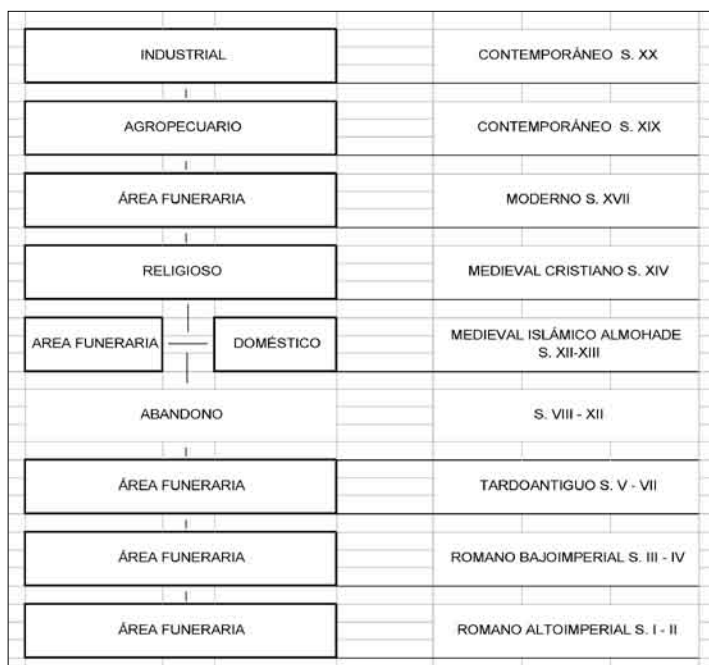 INDUSTRIAL CONTEMPORÁNEO S. XX
AGROPECUARIO CONTEMPORÁNEO S. XIX
ÁREA FUNERARIA MODERNO S. XVII
RELIGIOSO MEDIEVAL CRISTIANO S. XIV
AREA FUNERARIA DOMÉSTICO MEDIEVAL ISLÁMICO ALMOHADE
S. XII-XIII
ABANDONO S. VIII - XII
ÁREA FUNERARIA TARDOANTIGUO S. V - VII
ÁREA FUNERARIA ROMANO BAJOIMPERIAL S. III - IV
ÁREA FUNERARIA ROMANO ALTOIMPERIAL S. I - II